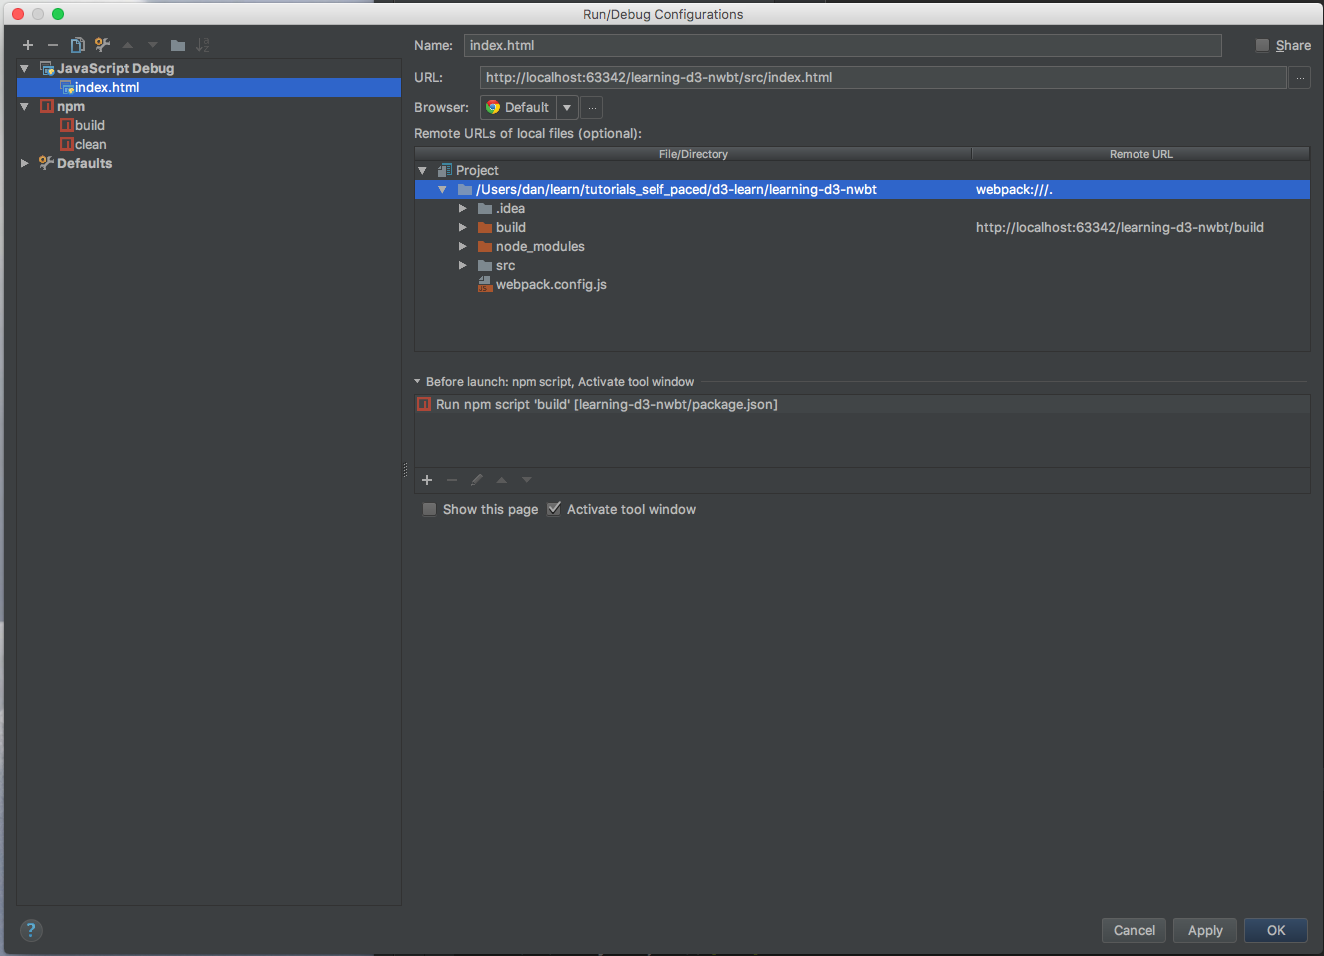 Run/Debug Configurations
Name: index.html Share
JavaScript Debug
index.html
npm
build
clean
Defaults
URL: http://localhost:63342/learning-d3-nwbt/src/index.html ...
Browser: Default ...
Remote URLs of local files (optional):
File/Directory Remote URL
Project
/Users/dan/learn/tutorials_self_paced/d3-learn/learning-d3-nwbt webpack:///.
.idea
build http://localhost:63342/learning-d3-nwbt/build
node_modules
src
webpack.config.js
Before launch: npm script, Activate tool window
Run npm script 'build' [learning-d3-nwbt/package.json]
Show this page Activate tool window
? Cancel Apply OK